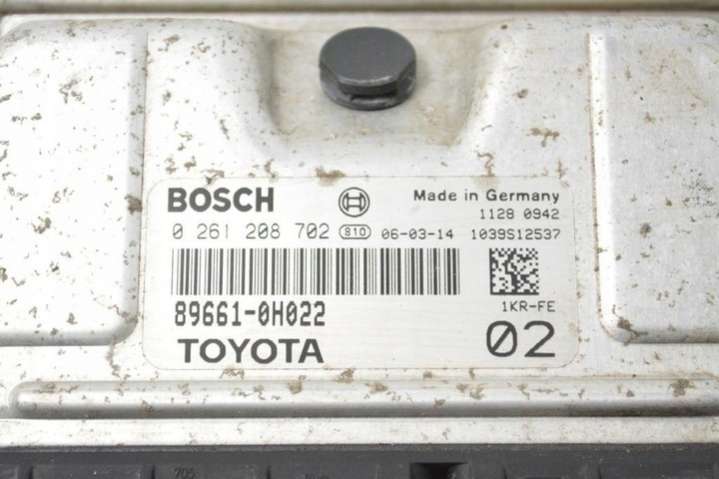 BOSCH Made in Germany
1128 0942
0 261 208 702 810 06-03-14 1039S12537
89661-0H022
1KR-FE
TOYOTA 02
705